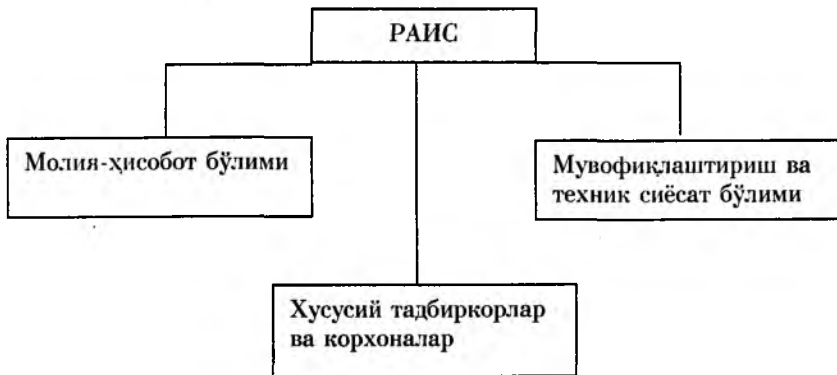 РАИС
Молия-ҳисобот бўлими
Мувофиқлаштириш ва
техник сиёсат бўлими
Хусусий тадбиркорлар
ва корхоналар